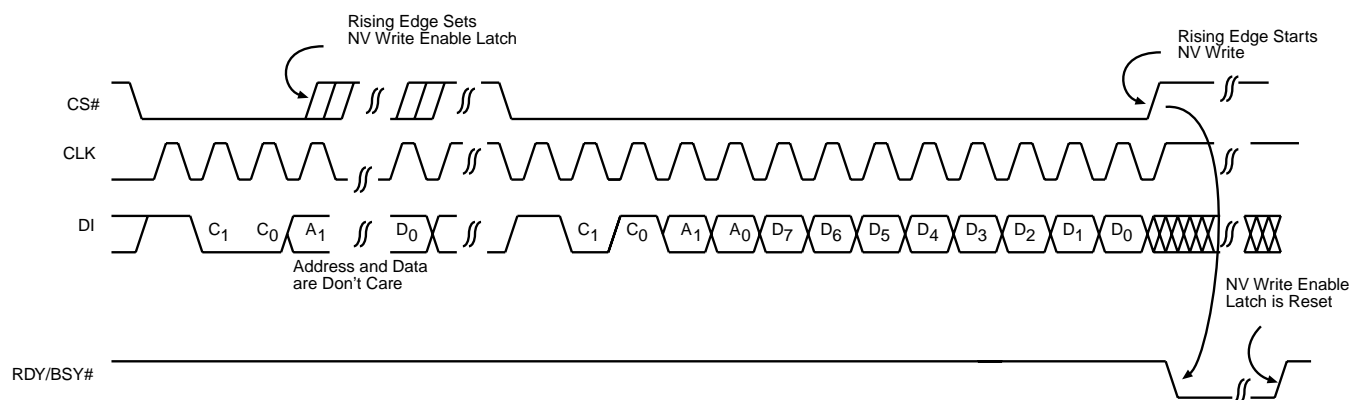 Rising Edge Sets
NV Write Enable Latch
Rising Edge Starts
NV Write
CS#
CLK
DI
C1 C0 A1 D0 C1 C0 A1 A0 D7 D6 D5 D4 D3 D2 D1 D0
Address and Data
are Don't Care
NV Write Enable
Latch is Reset
RDY/BSY#